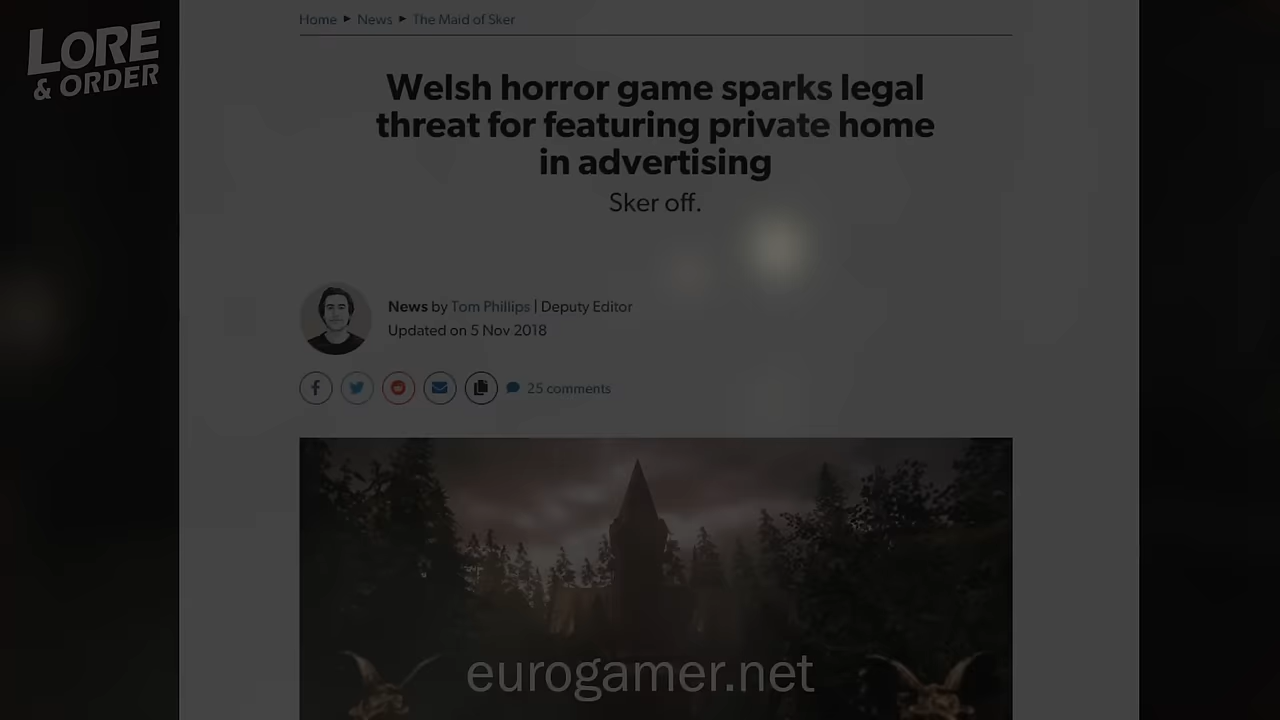 LORE
& ORDER
Home ▸ News ▸ The Maid of Sker
Welsh horror game sparks legal
threat for featuring private home
in advertising
Sker off.
News by Tom Phillips | Deputy Editor
Updated on 5 Nov 2018
25 comments
eurogamer.net